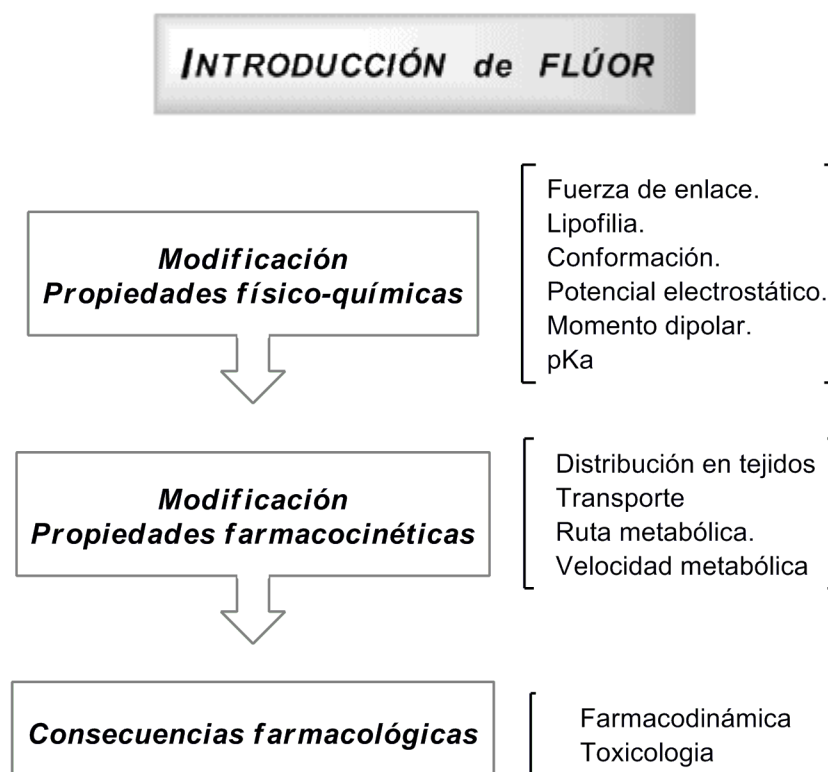 INTRODUCCIÓN de FLÚOR
Modificación
Propiedades físico-químicas
Fuerza de enlace.
Lipofilia.
Conformación.
Potencial electrostático.
Momento dipolar.
pKa
Modificación
Propiedades farmacocinéticas
Distribución en tejidos
Transporte
Ruta metabólica.
Velocidad metabólica
Consecuencias farmacológicas
Farmacodinámica
Toxicologia